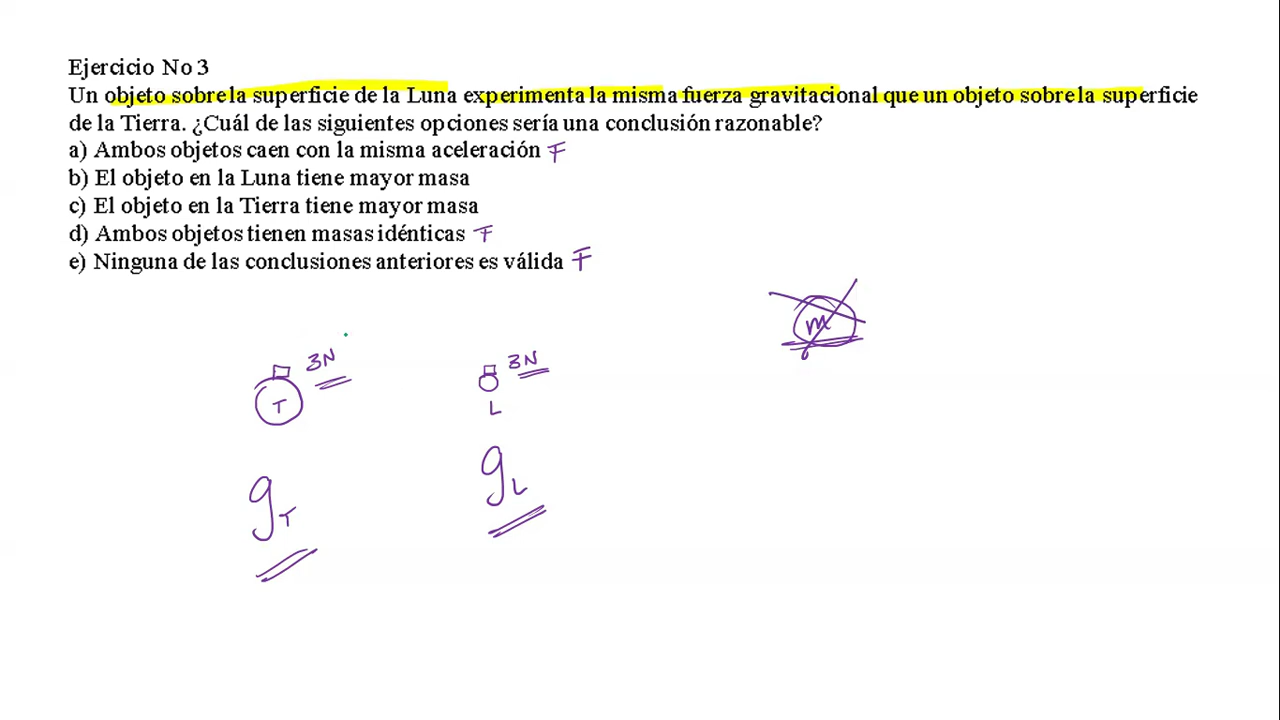 Ejercicio No 3
Un objeto sobre la superficie de la Luna experimenta la misma fuerza gravitacional que un objeto sobre la superficie
de la Tierra. ¿Cuál de las siguientes opciones sería una conclusión razonable?
a) Ambos objetos caen con la misma aceleración F
b) El objeto en la Luna tiene mayor masa
c) El objeto en la Tierra tiene mayor masa
d) Ambos objetos tienen masas idénticas F
e) Ninguna de las conclusiones anteriores es válida F
m
3N 3N
T L
gT gL